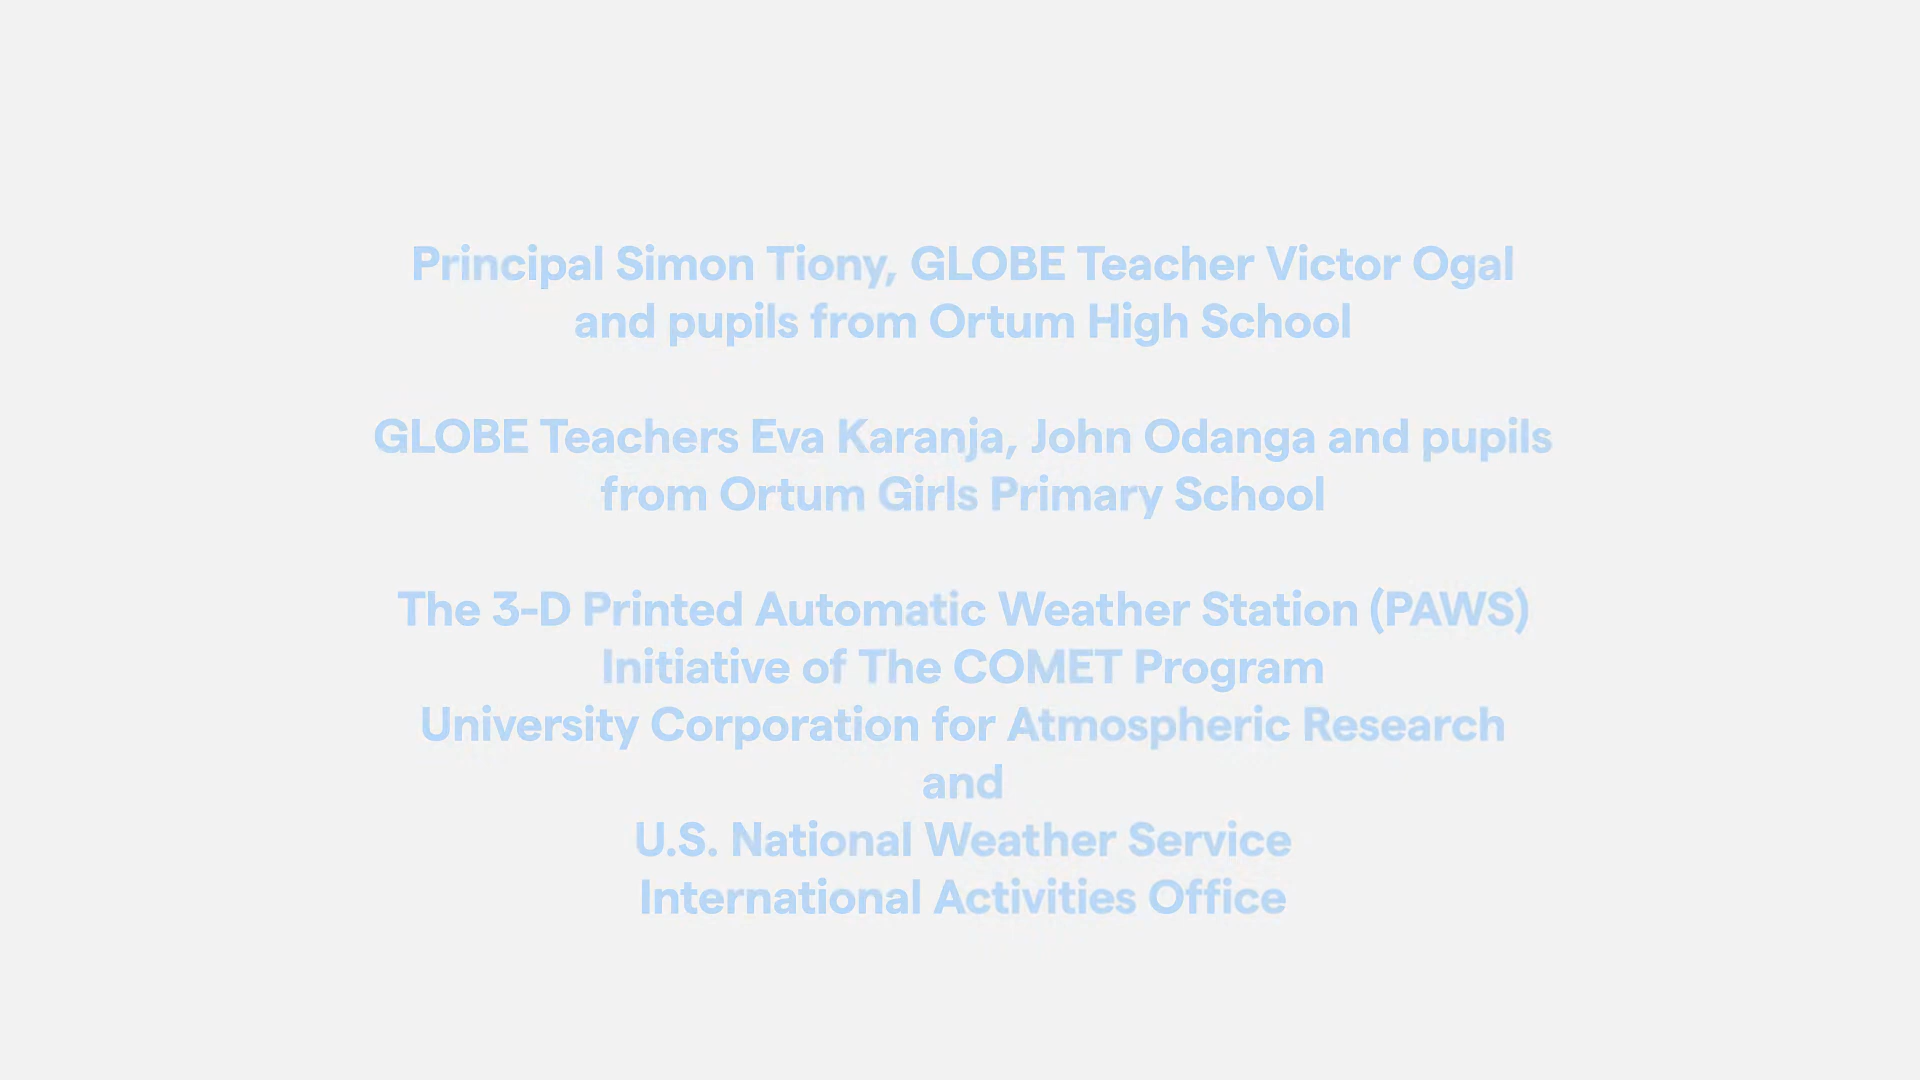 Principal Simon Tiony, GLOBE Teacher Victor Ogal
and pupils from Ortum High School
GLOBE Teachers Eva Karanja, John Odanga and pupils
from Ortum Girls Primary School
The 3-D Printed Automatic Weather Station (PAWS)
Initiative of The COMET Program
University Corporation for Atmospheric Research
and
U.S. National Weather Service
International Activities Office